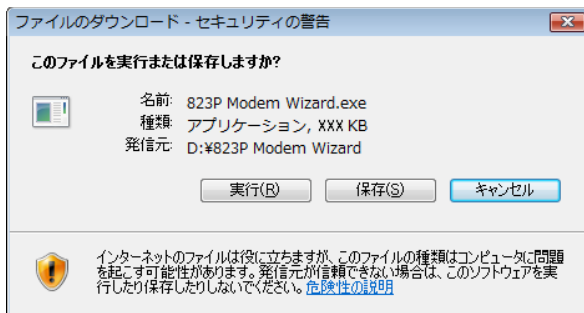 ファイルのダウンロード - セキュリティの警告
このファイルを実行または保存しますか?
名前: 823P Modem Wizard.exe
種類: アプリケーション, XXX KB
発信元: D:¥823P Modem Wizard
実行(R) 保存(S) キャンセル
インターネットのファイルは役に立ちますが、このファイルの種類はコンピュータに問題
を起こす可能性があります。発信元が信頼できない場合は、このソフトウェアを実
行したり保存したりしないでください。危険性の説明